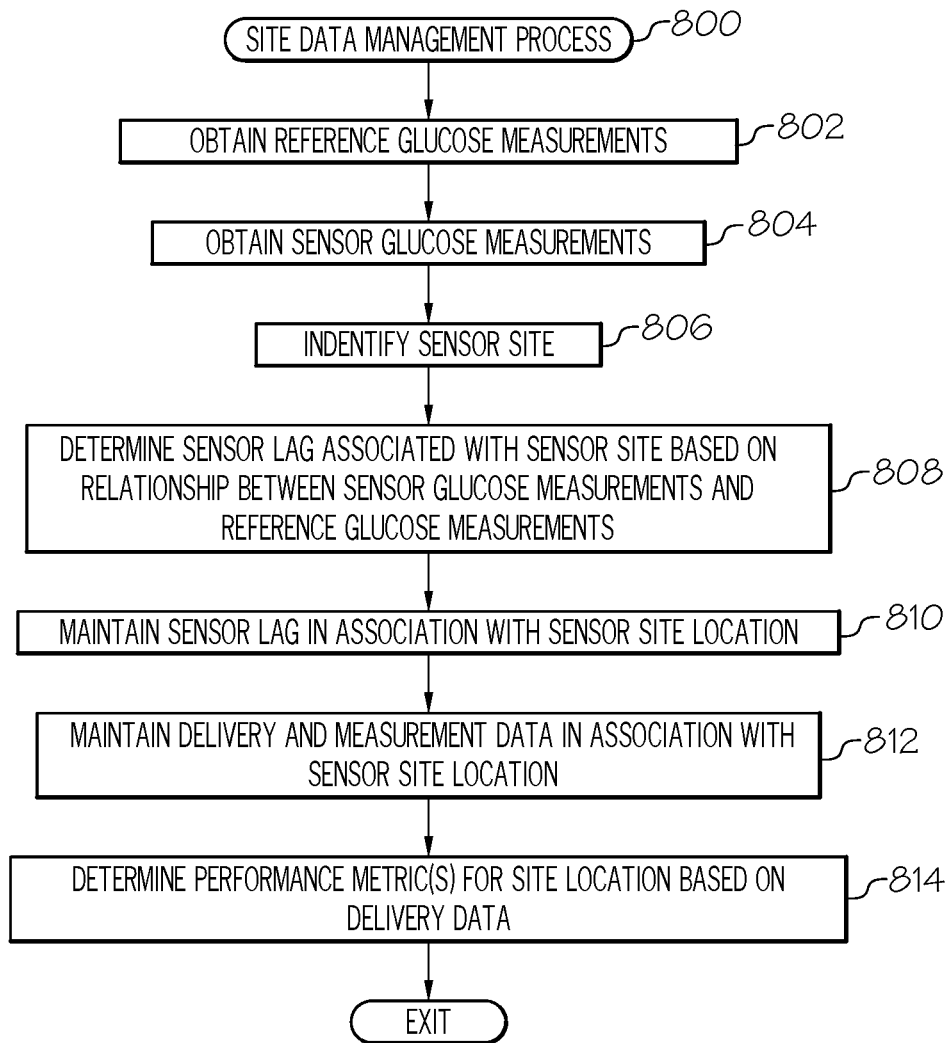 SITE DATA MANAGEMENT PROCESS 800
OBTAIN REFERENCE GLUCOSE MEASUREMENTS 802
OBTAIN SENSOR GLUCOSE MEASUREMENTS 804
INDENTIFY SENSOR SITE 806
DETERMINE SENSOR LAG ASSOCIATED WITH SENSOR SITE BASED ON
RELATIONSHIP BETWEEN SENSOR GLUCOSE MEASUREMENTS AND
REFERENCE GLUCOSE MEASUREMENTS
808
MAINTAIN SENSOR LAG IN ASSOCIATION WITH SENSOR SITE LOCATION 810
MAINTAIN DELIVERY AND MEASUREMENT DATA IN ASSOCIATION WITH
SENSOR SITE LOCATION
812
DETERMINE PERFORMANCE METRIC(S) FOR SITE LOCATION BASED ON
DELIVERY DATA
814
EXIT